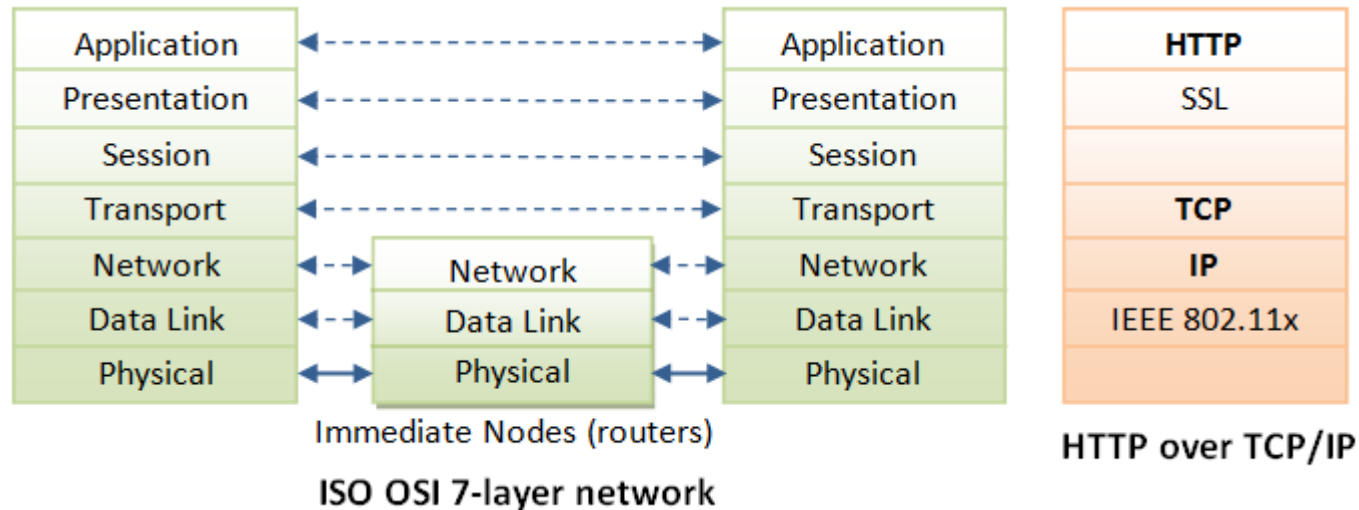 Application
Presentation
Session
Transport
Network
Data Link
Physical
Network
Data Link
Physical
Immediate Nodes (routers)
Application
Presentation
Session
Transport
Network
Data Link
Physical
ISO OSI 7-layer network
HTTP
SSL
TCP
IP
IEEE 802.11x
HTTP over TCP/IP